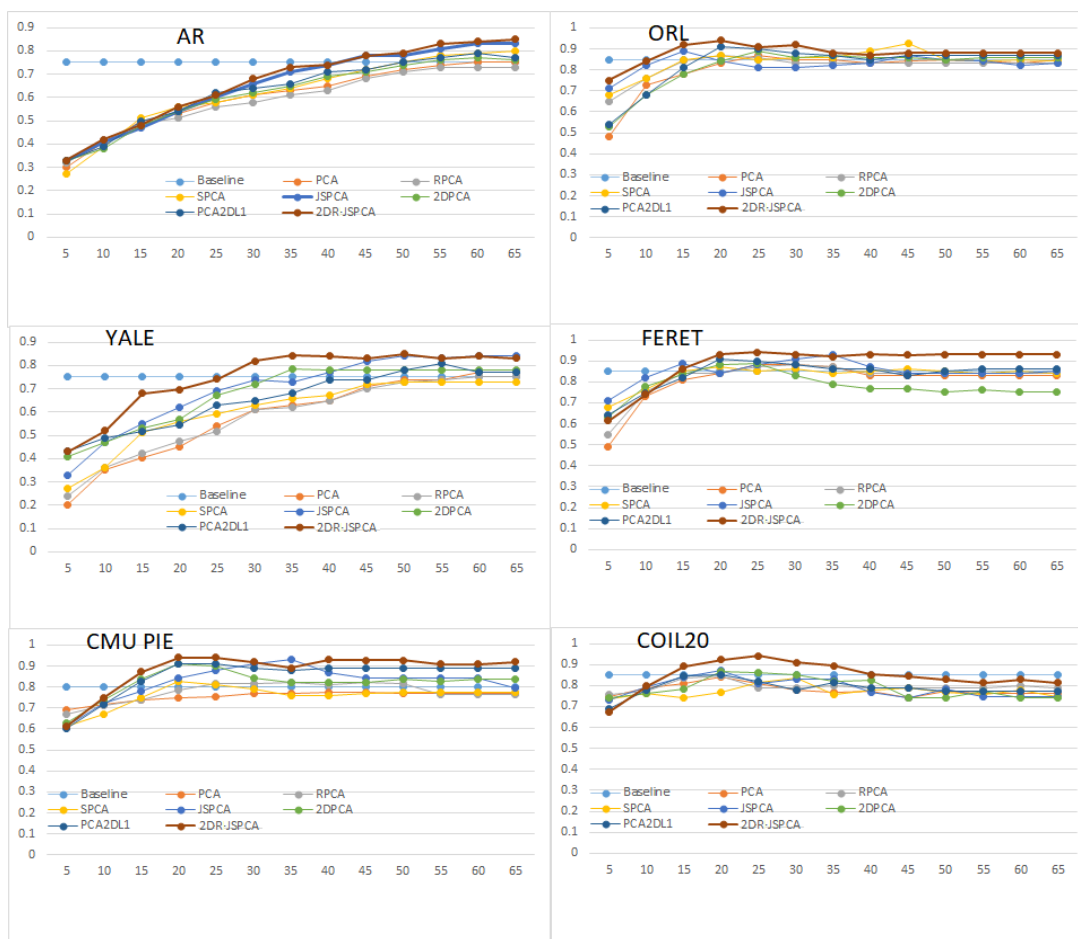 AR
0.9
0.8
0.7
0.6
0.5
0.4
0.3
0.2
0.1
0
Baseline PCA RPCA
SPCA JSPCA 2DPCA
PCA2DL1 2DR-JSPCA
5 10 15 20 25 30 35 40 45 50 55 60 65
ORL
1
0.9
0.8
0.7
0.6
0.5
0.4
0.3
0.2
0.1
0
Baseline PCA RPCA
SPCA JSPCA 2DPCA
PCA2DL1 2DR-JSPCA
5 10 15 20 25 30 35 40 45 50 55 60 65
YALE
0.9
0.8
0.7
0.6
0.5
0.4
0.3
0.2
0.1
0
Baseline PCA RPCA
SPCA JSPCA 2DPCA
PCA2DL1 2DR-JSPCA
5 10 15 20 25 30 35 40 45 50 55 60 65
FERET
1
0.9
0.8
0.7
0.6
0.5
0.4
0.3
0.2
0.1
0
Baseline PCA RPCA
SPCA JSPCA 2DPCA
PCA2DL1 2DR-JSPCA
5 10 15 20 25 30 35 40 45 50 55 60 65
CMU PIE
1
0.9
0.8
0.7
0.6
0.5
0.4
0.3
0.2
0.1
0
Baseline PCA RPCA
SPCA JSPCA 2DPCA
PCA2DL1 2DR-JSPCA
5 10 15 20 25 30 35 40 45 50 55 60 65
COIL20
1
0.9
0.8
0.7
0.6
0.5
0.4
0.3
0.2
0.1
0
Baseline PCA RPCA
SPCA JSPCA 2DPCA
PCA2DL1 2DR-JSPCA
5 10 15 20 25 30 35 40 45 50 55 60 65